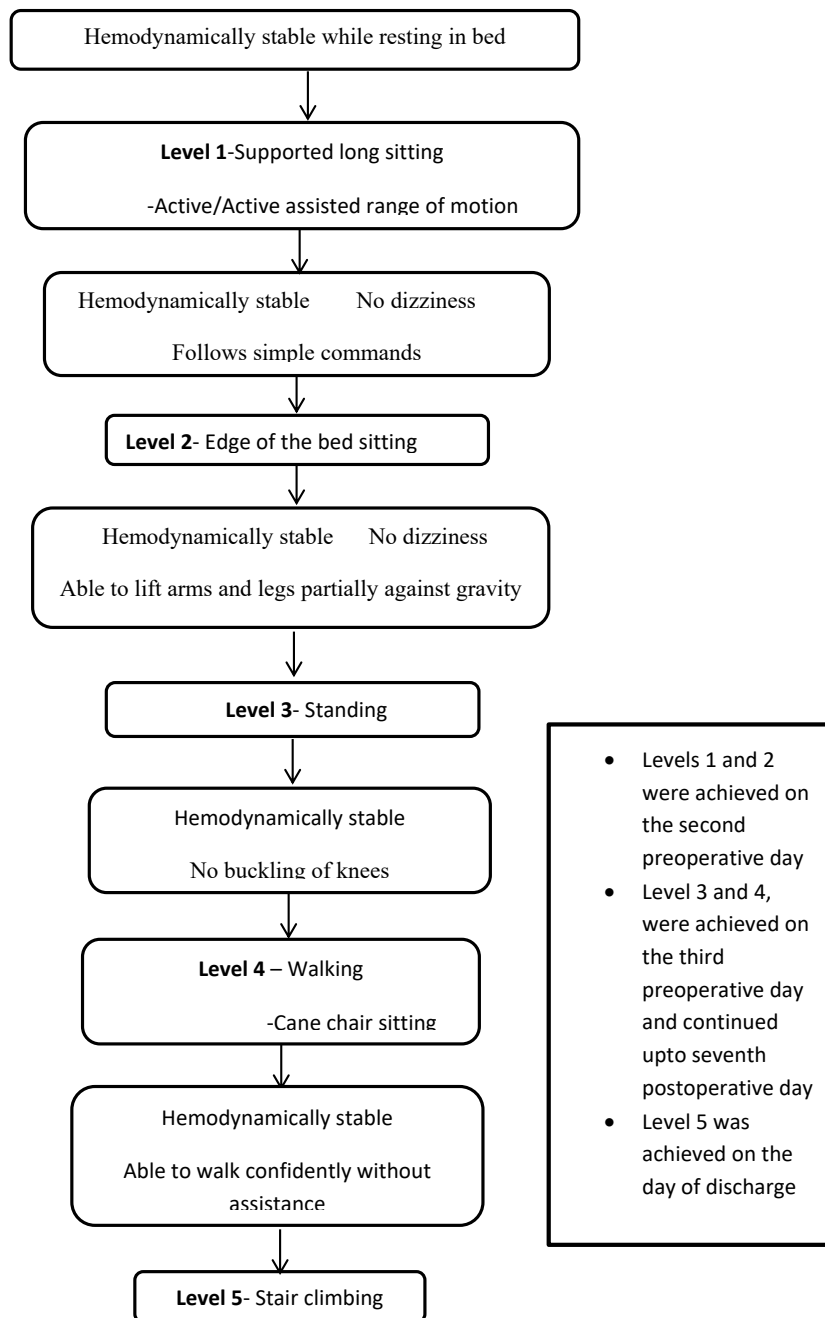 Hemodynamically stable while resting in bed
Level 1-Supported long sitting
-Active/Active assisted range of motion
Hemodynamically stable No dizziness
Follows simple commands
Level 2- Edge of the bed sitting
Hemodynamically stable No dizziness
Able to lift arms and legs partially against gravity
Level 3- Standing
Hemodynamically stable
No buckling of knees
Level 4 – Walking
-Cane chair sitting
Hemodynamically stable
Able to walk confidently without
assistance
Level 5- Stair climbing
• Levels 1 and 2
were achieved on
the second
preoperative day
• Level 3 and 4,
were achieved on
the third
preoperative day
and continued
upto seventh
postoperative day
• Level 5 was
achieved on the
day of discharge